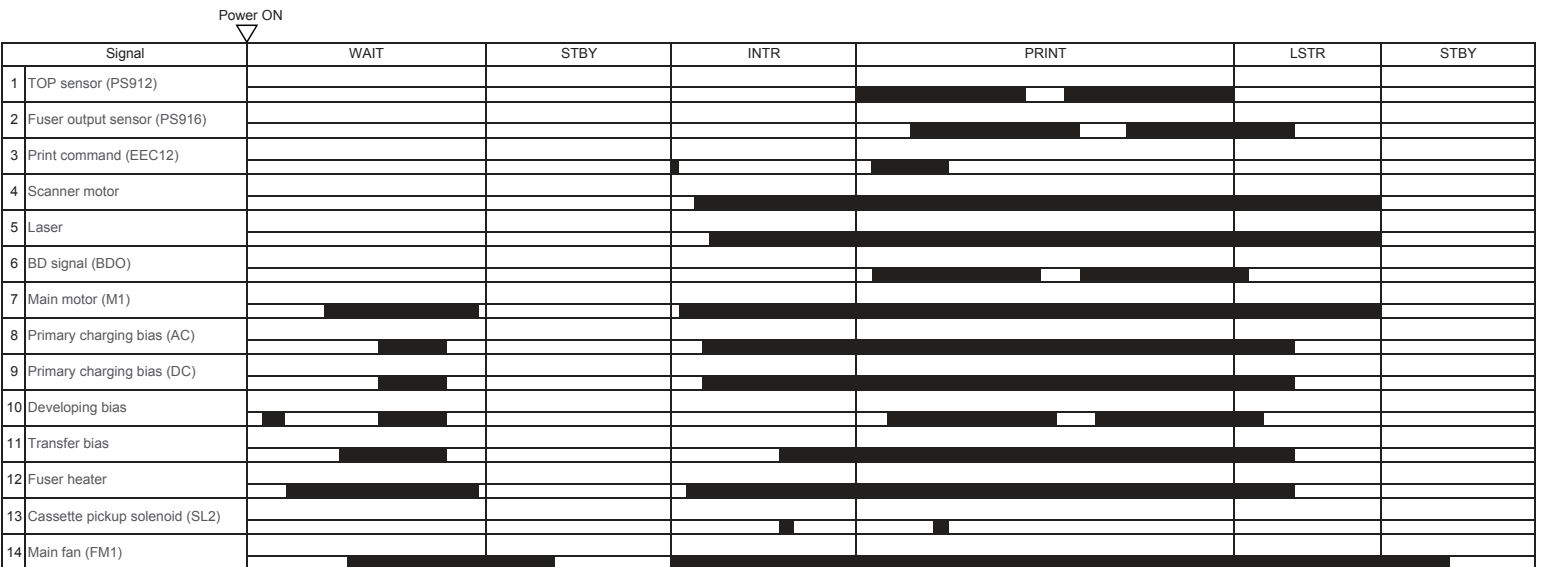 Power ON
Signal WAIT STBY INTR PRINT LSTR STBY
1 TOP sensor (PS912)
2 Fuser output sensor (PS916)
3 Print command (EEC12)
4 Scanner motor
5 Laser
6 BD signal (BDO)
7 Main motor (M1)
8 Primary charging bias (AC)
9 Primary charging bias (DC)
10 Developing bias
11 Transfer bias
12 Fuser heater
13 Cassette pickup solenoid (SL2)
14 Main fan (FM1)